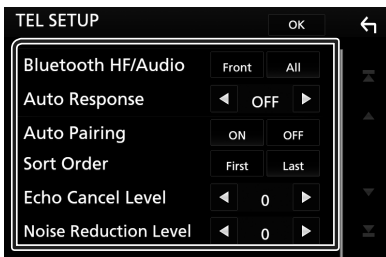 TEL SETUP OK
Bluetooth HF/Audio Front All
Auto Response OFF
Auto Pairing ON OFF
Sort Order First Last
Echo Cancel Level 0
Noise Reduction Level 0